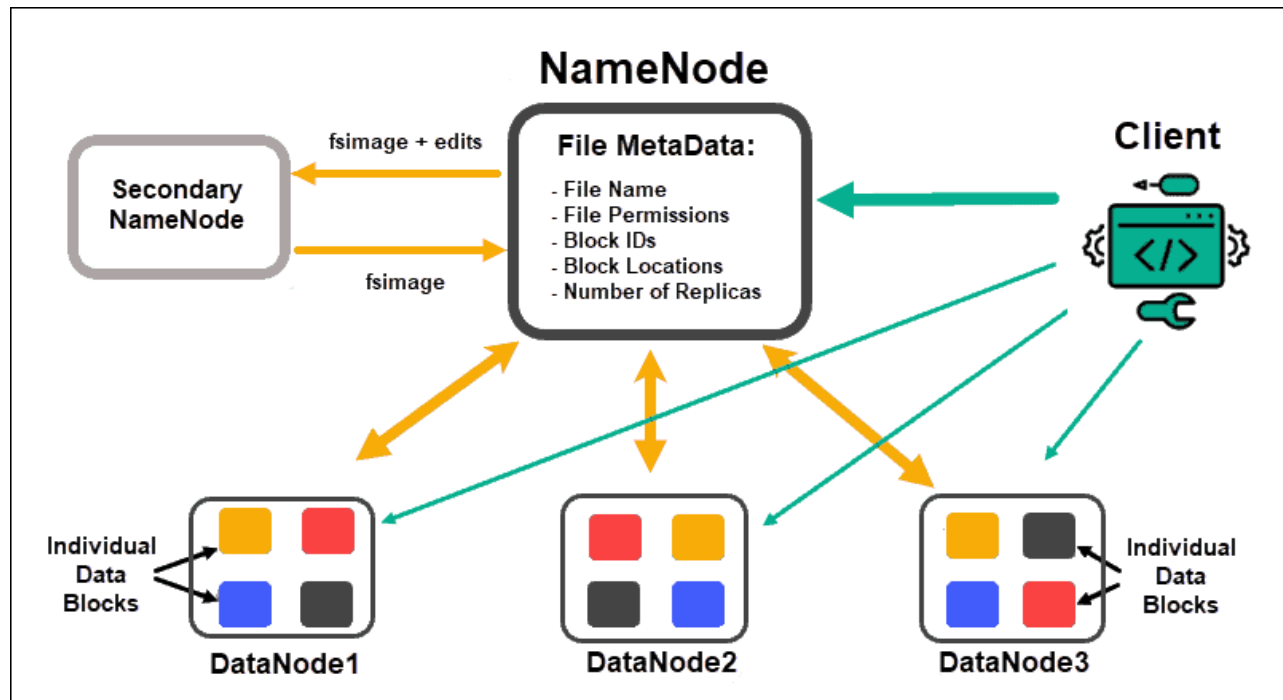 NameNode
fsimage + edits
Secondary
NameNode
fsimage
File MetaData:
- File Name
- File Permissions
- Block IDs
- Block Locations
- Number of Replicas
Client
</>
Individual
Data
Blocks
DataNode1
DataNode2
DataNode3
Individual
Data
Blocks